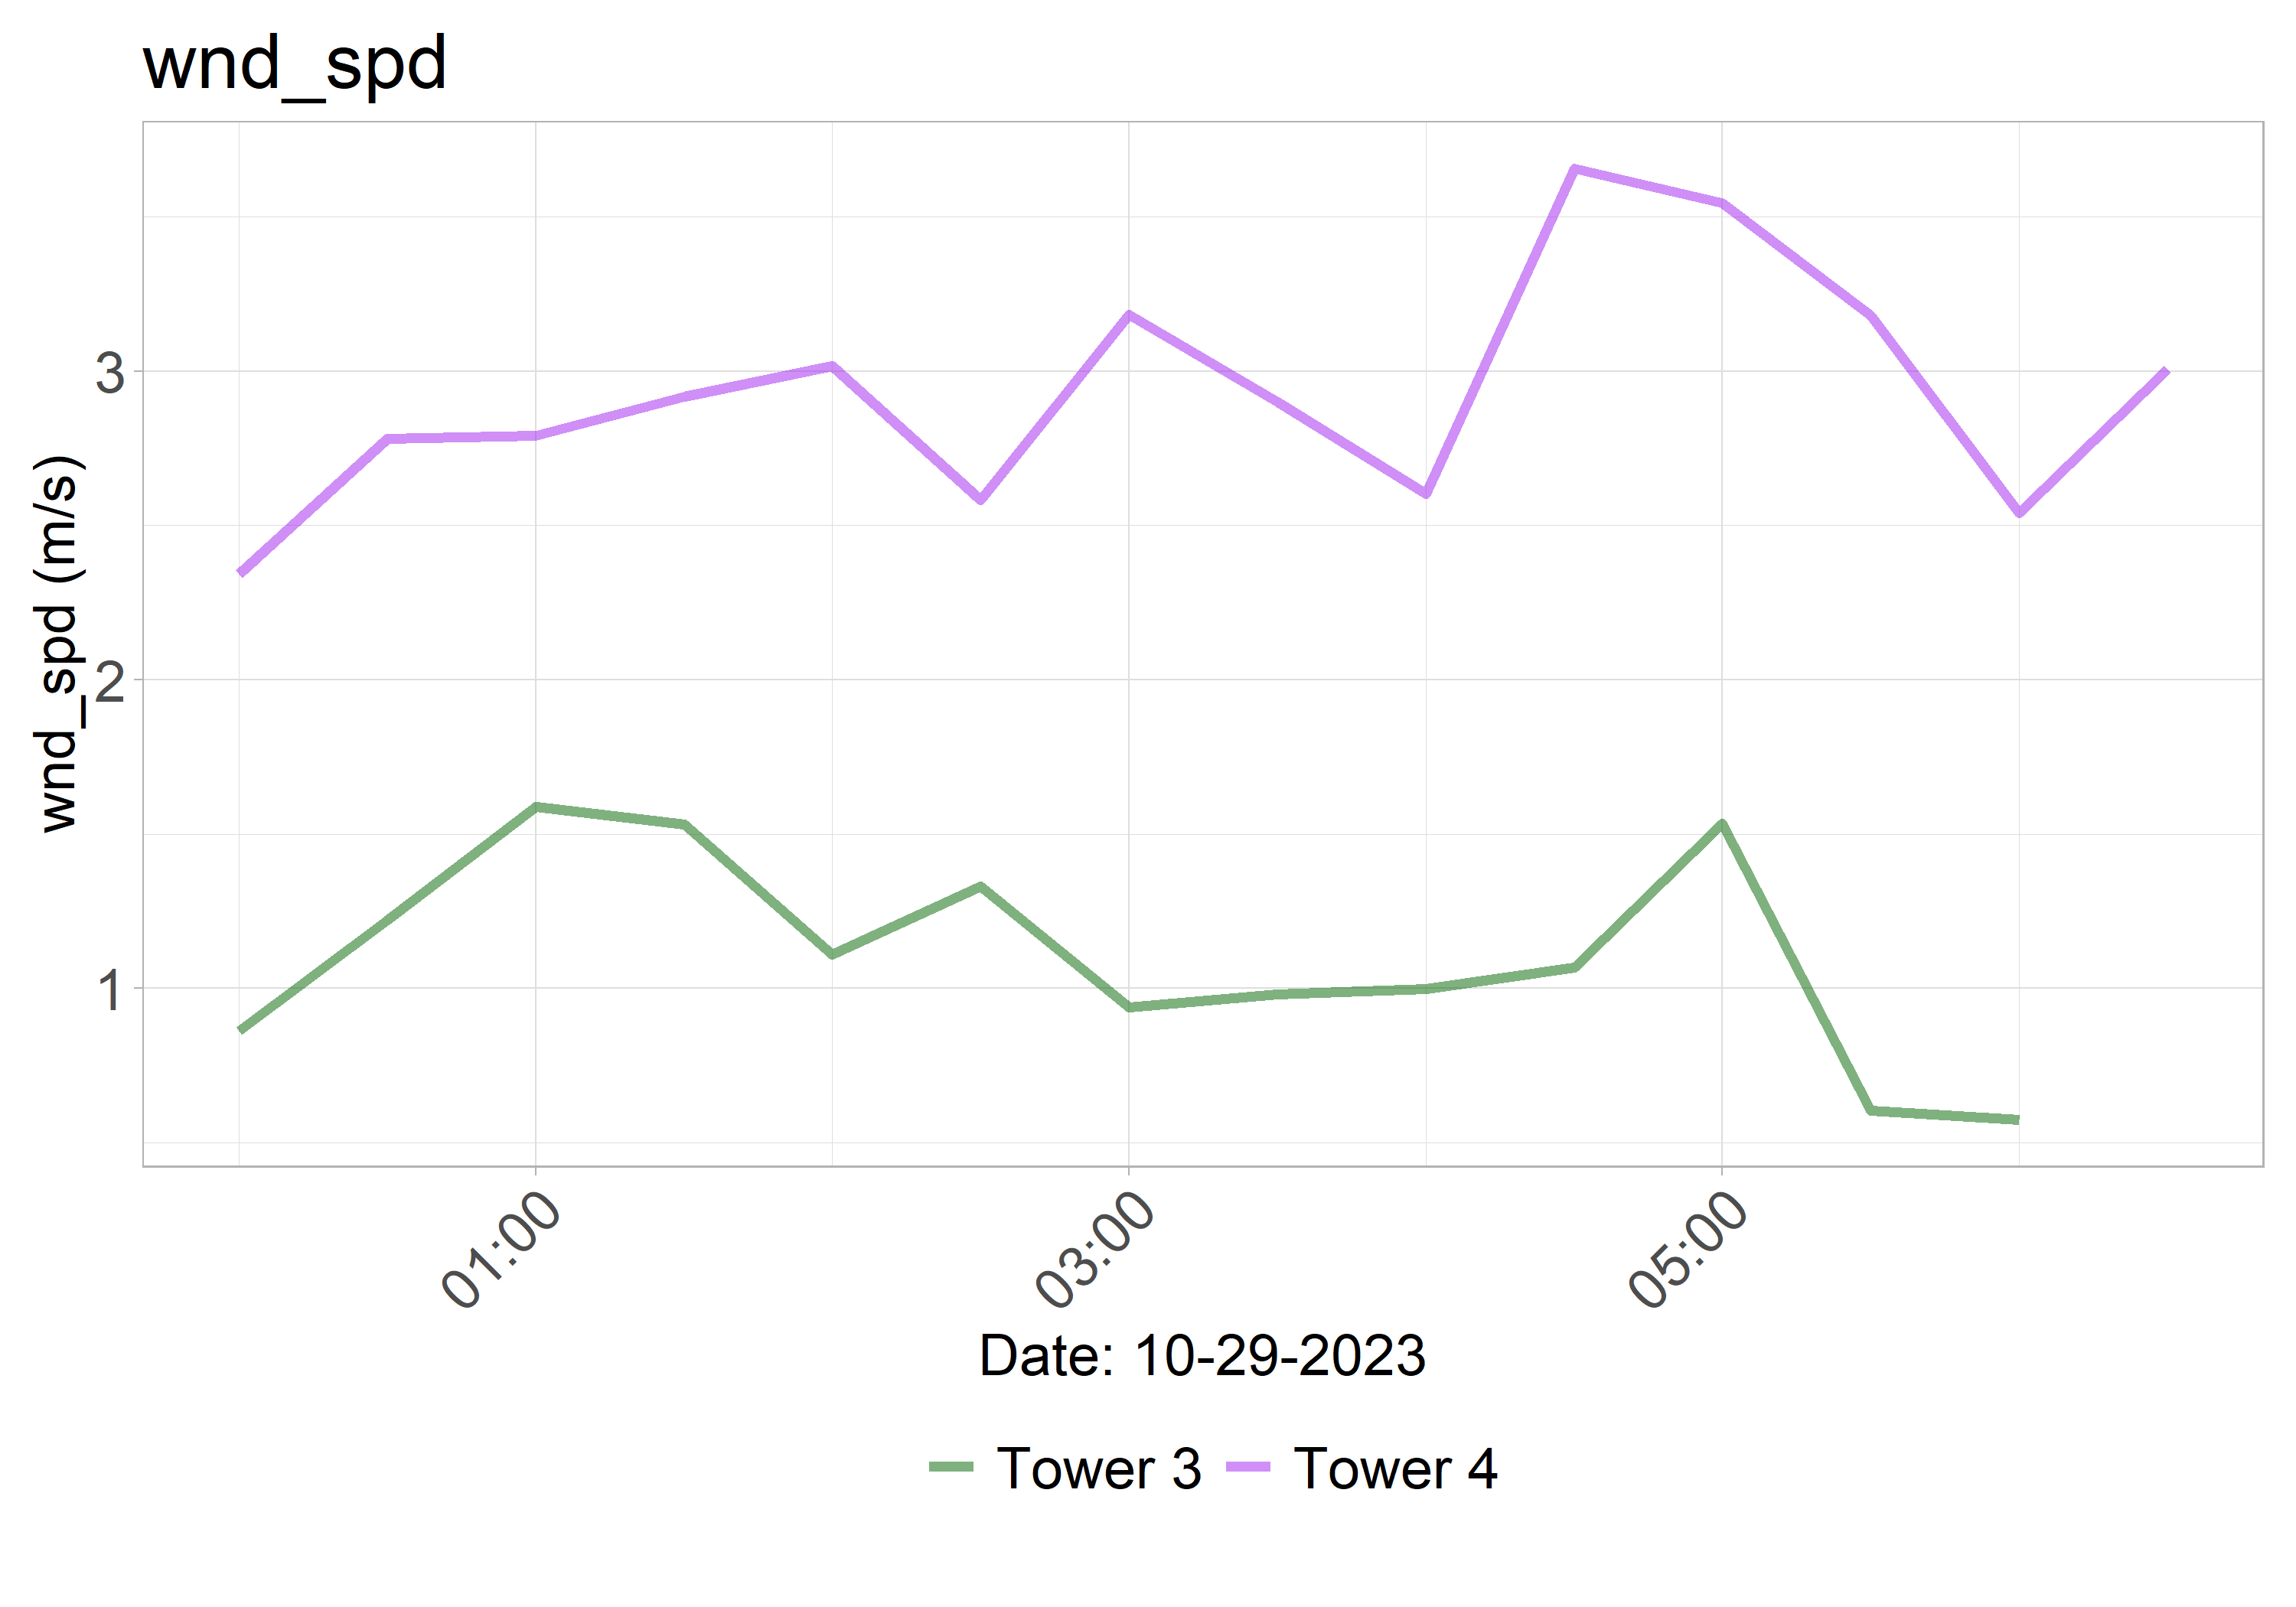 wnd_spd
wnd_spd (m/s)
3
2
1
01:00
03:00
05:00
Date: 10-29-2023
Tower 3
Tower 4